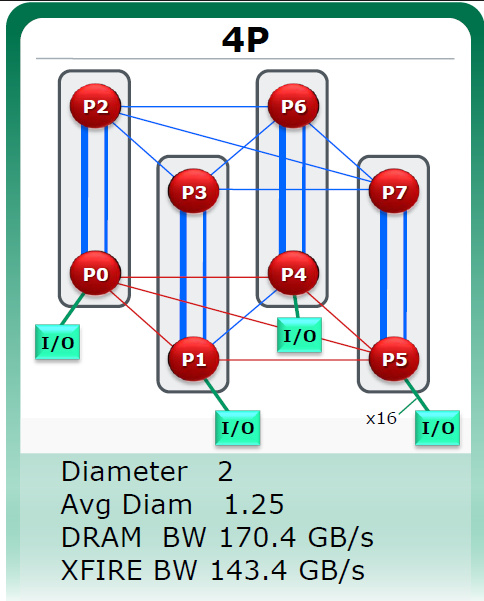 4P
P2
P6
P3
P7
P0
P4
I/O
I/O
P1
P5
x16
I/O
I/O
Diameter 2
Avg Diam 1.25
DRAM BW 170.4 GB/s
XFIRE BW 143.4 GB/s